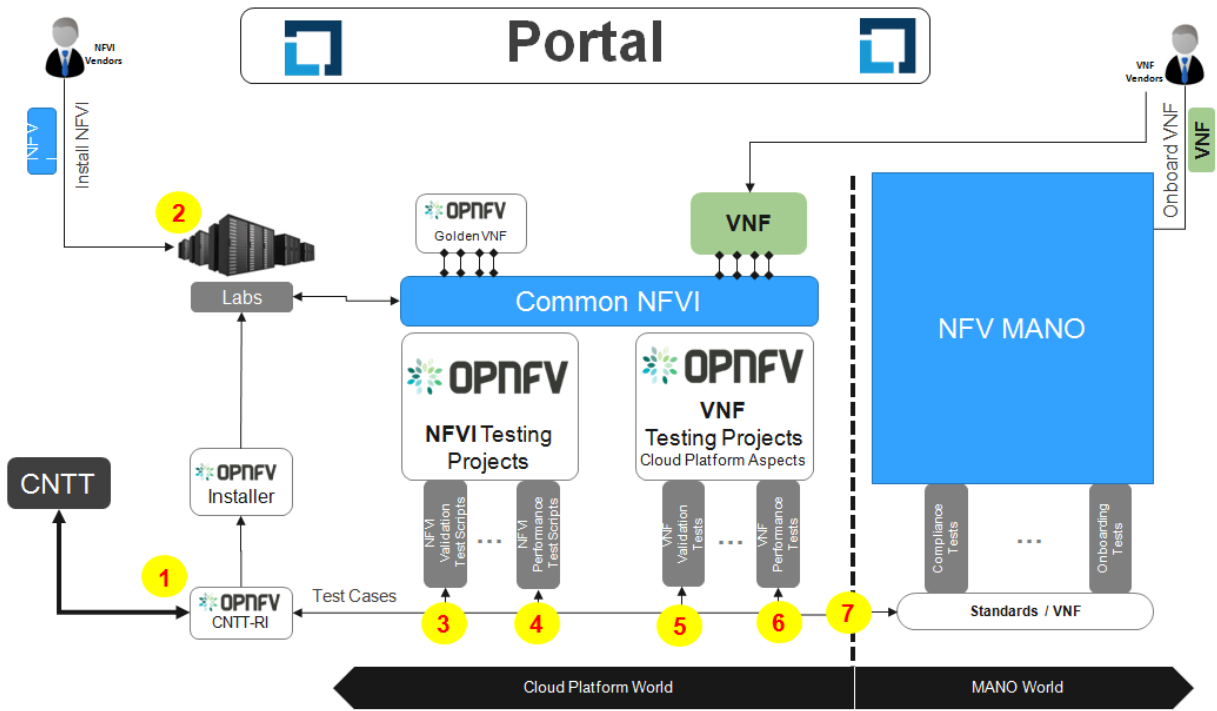 Portal
NFVI
Vendors
VNF
Vendors
NFV
I
Install NFVI
Onboard VNF
VNF
2
OPNFV
Golden VNF
VNF
Labs
Common NFVI
NFV MANO
OPNFV
NFVI Testing
Projects
OPNFV
VNF
Testing Projects
Cloud Platform Aspects
CNTT
OPNFV
Installer
NFVI
Validation
Test Scripts
...
NFVI
Performance
Test Scripts
VNF
Validation
Tests
...
VNF
Performance
Tests
Compliance
Tests
...
Onboarding
Tests
1
OPNFV
CNTT-RI
Test Cases
3
4
5
6
7
Standards / VNF
Cloud Platform World
MANO World